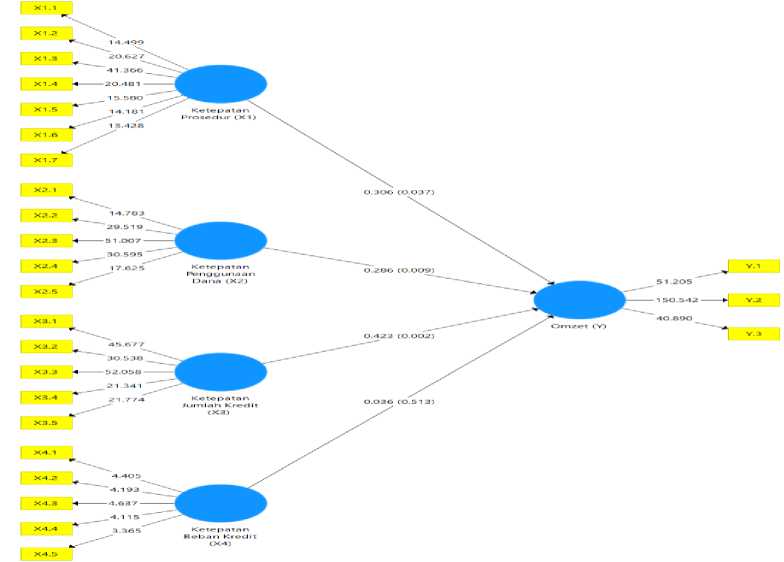 X1.1
X1.2
X1.3
X1.4
X1.5
X1.6
X1.7
14.499
20.627
41.366
20.481
15.580
14.181
13.428
Ketepatan
Prosedur (X1)
0.306 (0.037)
X2.1
X2.2
X2.3
X2.4
X2.5
14.783
29.519
51.007
30.595
17.625
Ketepatan
Penggunaan
Dana (X2)
0.286 (0.009)
X3.1
X3.2
X3.3
X3.4
X3.5
45.677
30.538
52.058
21.341
21.774
Ketepatan
Jumlah Kredit
(X3)
0.423 (0.002)
X4.1
X4.2
X4.3
X4.4
X4.5
4.405
4.193
4.687
4.115
3.365
Ketepatan
Beban Kredit
(X4)
0.036 (0.513)
Omzet (Y)
51.205
150.542
40.890
Y.1
Y.2
Y.3